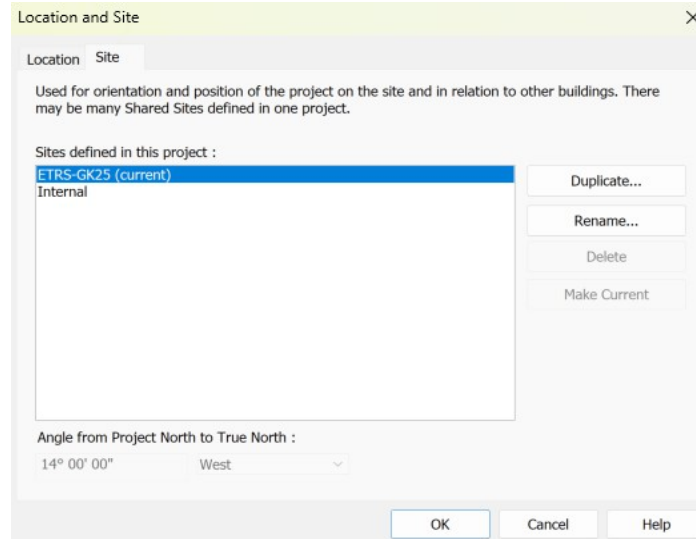 Location and Site
Location Site
Used for orientation and position of the project on the site and in relation to other buildings. There
may be many Shared Sites defined in one project.
Sites defined in this project :
ETRS-GK25 (current)
Internal
Duplicate...
Rename...
Delete
Make Current
Angle from Project North to True North :
14° 00' 00" West
OK Cancel Help